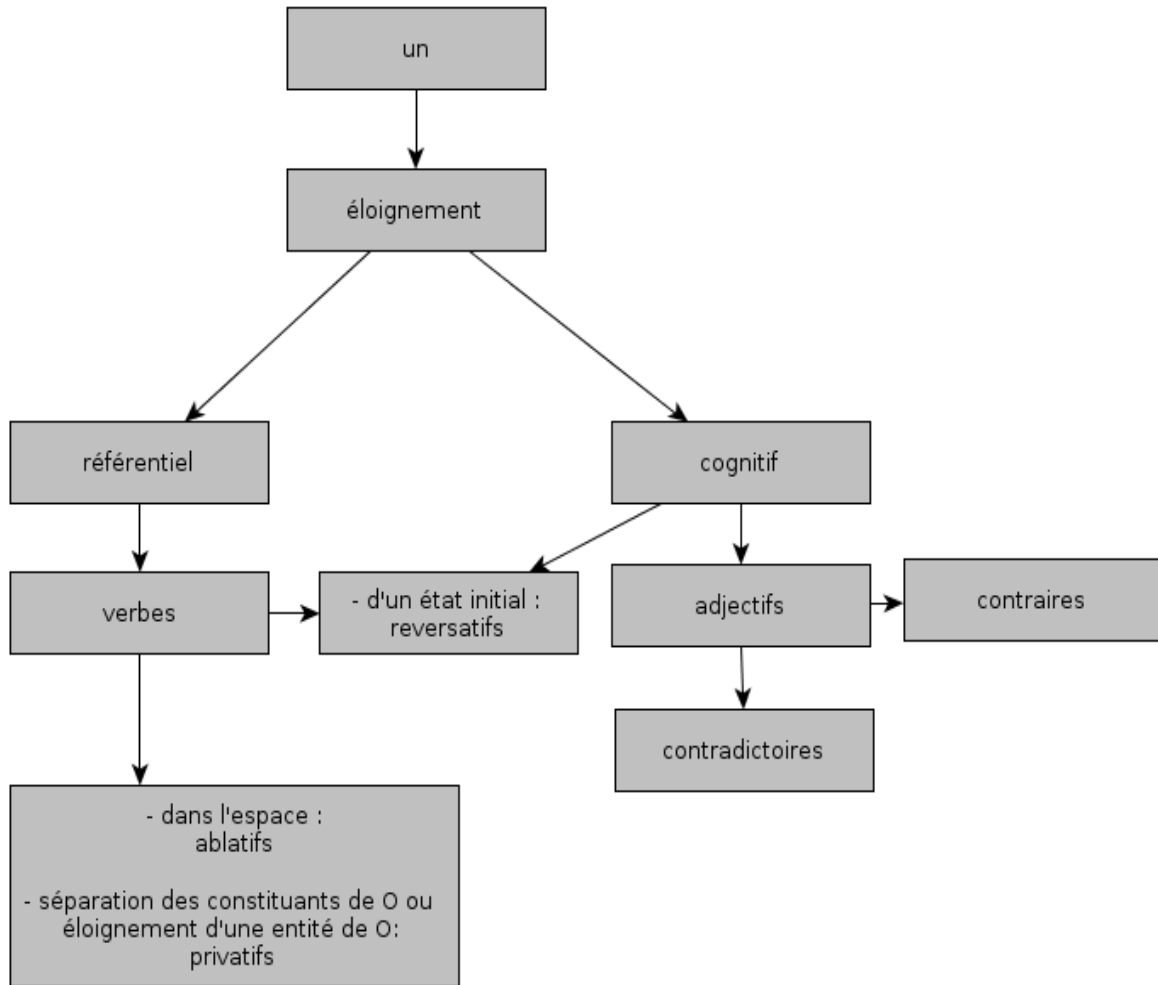 un
éloignement
référentiel
cognitif
verbes
- d'un état initial :
reversatifs
adjectifs
contraires
contradictoires
- dans l'espace :
ablatifs
- séparation des constituants de O ou
éloignement d'une entité de O:
privatifs